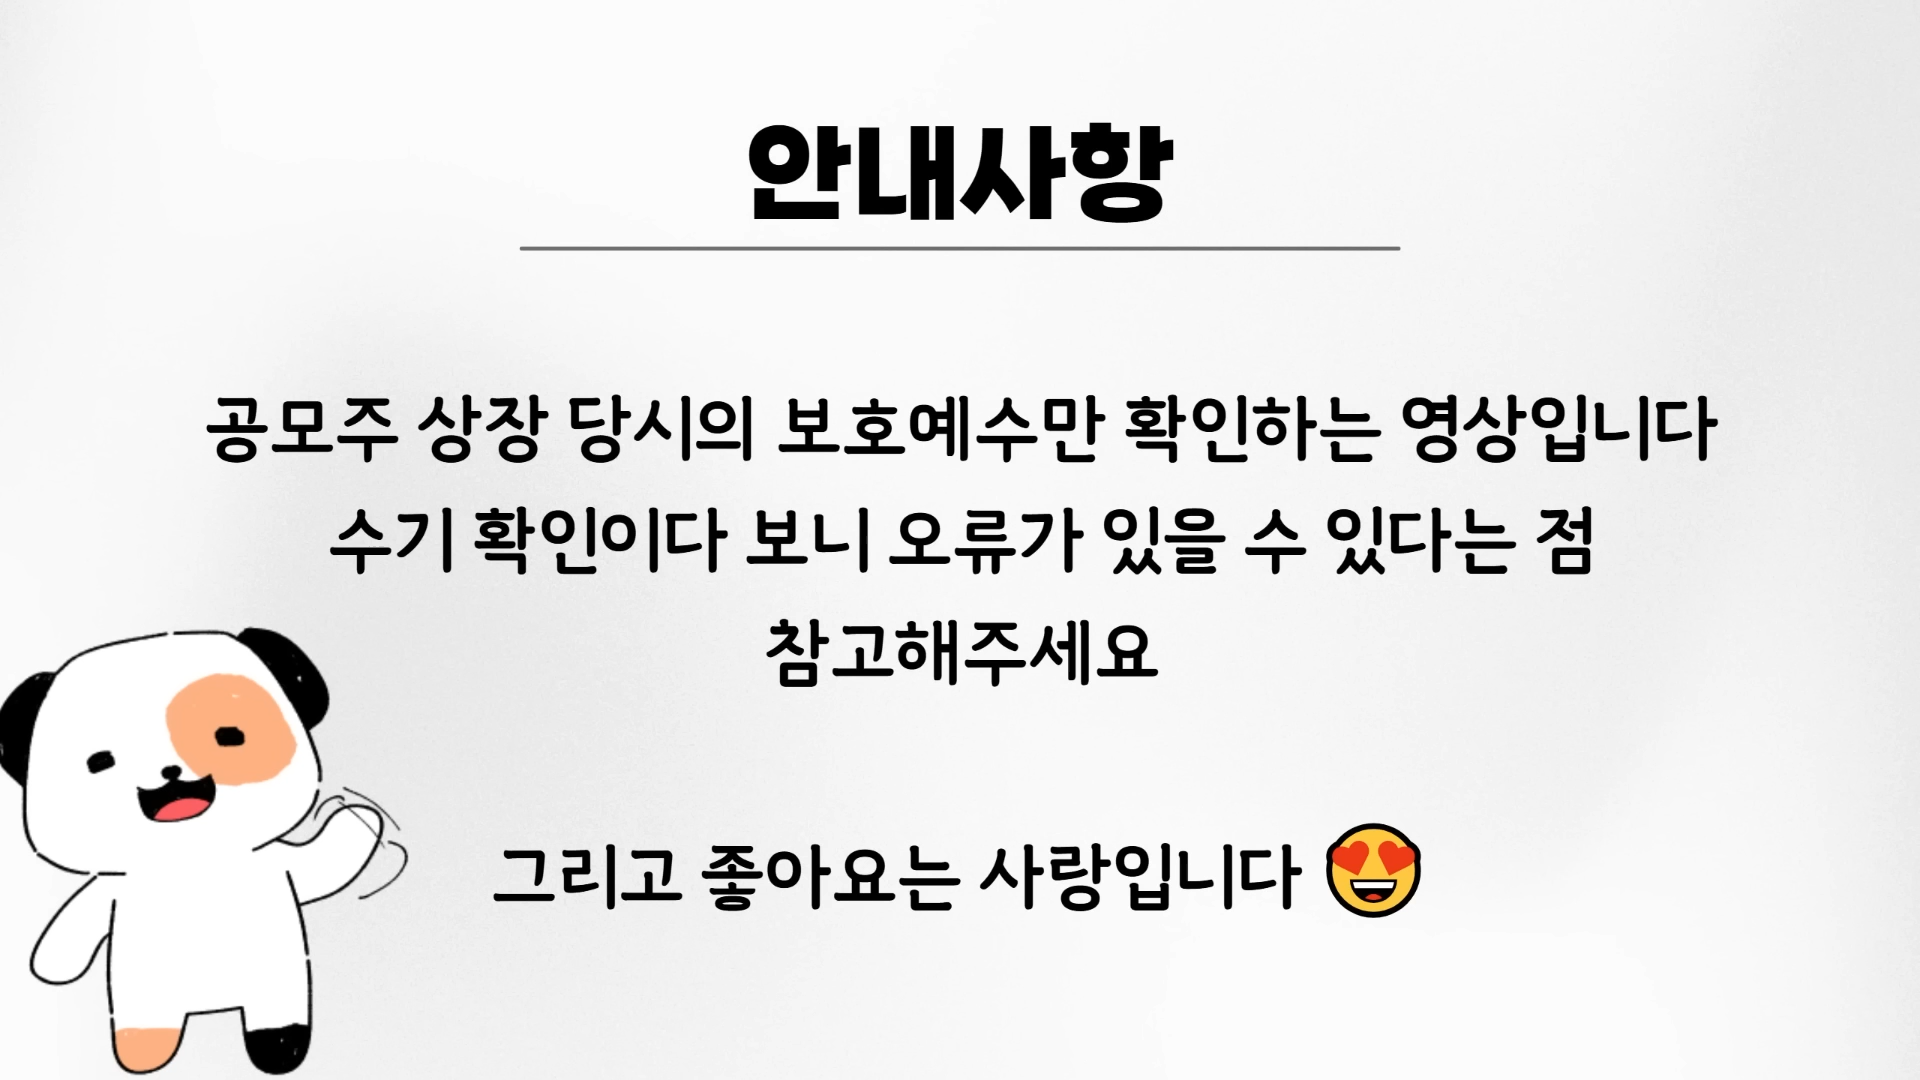 안내사항
공모주 상장 당시의 보호예수만 확인하는 영상입니다
수기 확인이다 보니 오류가 있을 수 있다는 점
참고해주세요
그리고 좋아요는 사랑입니다 😍